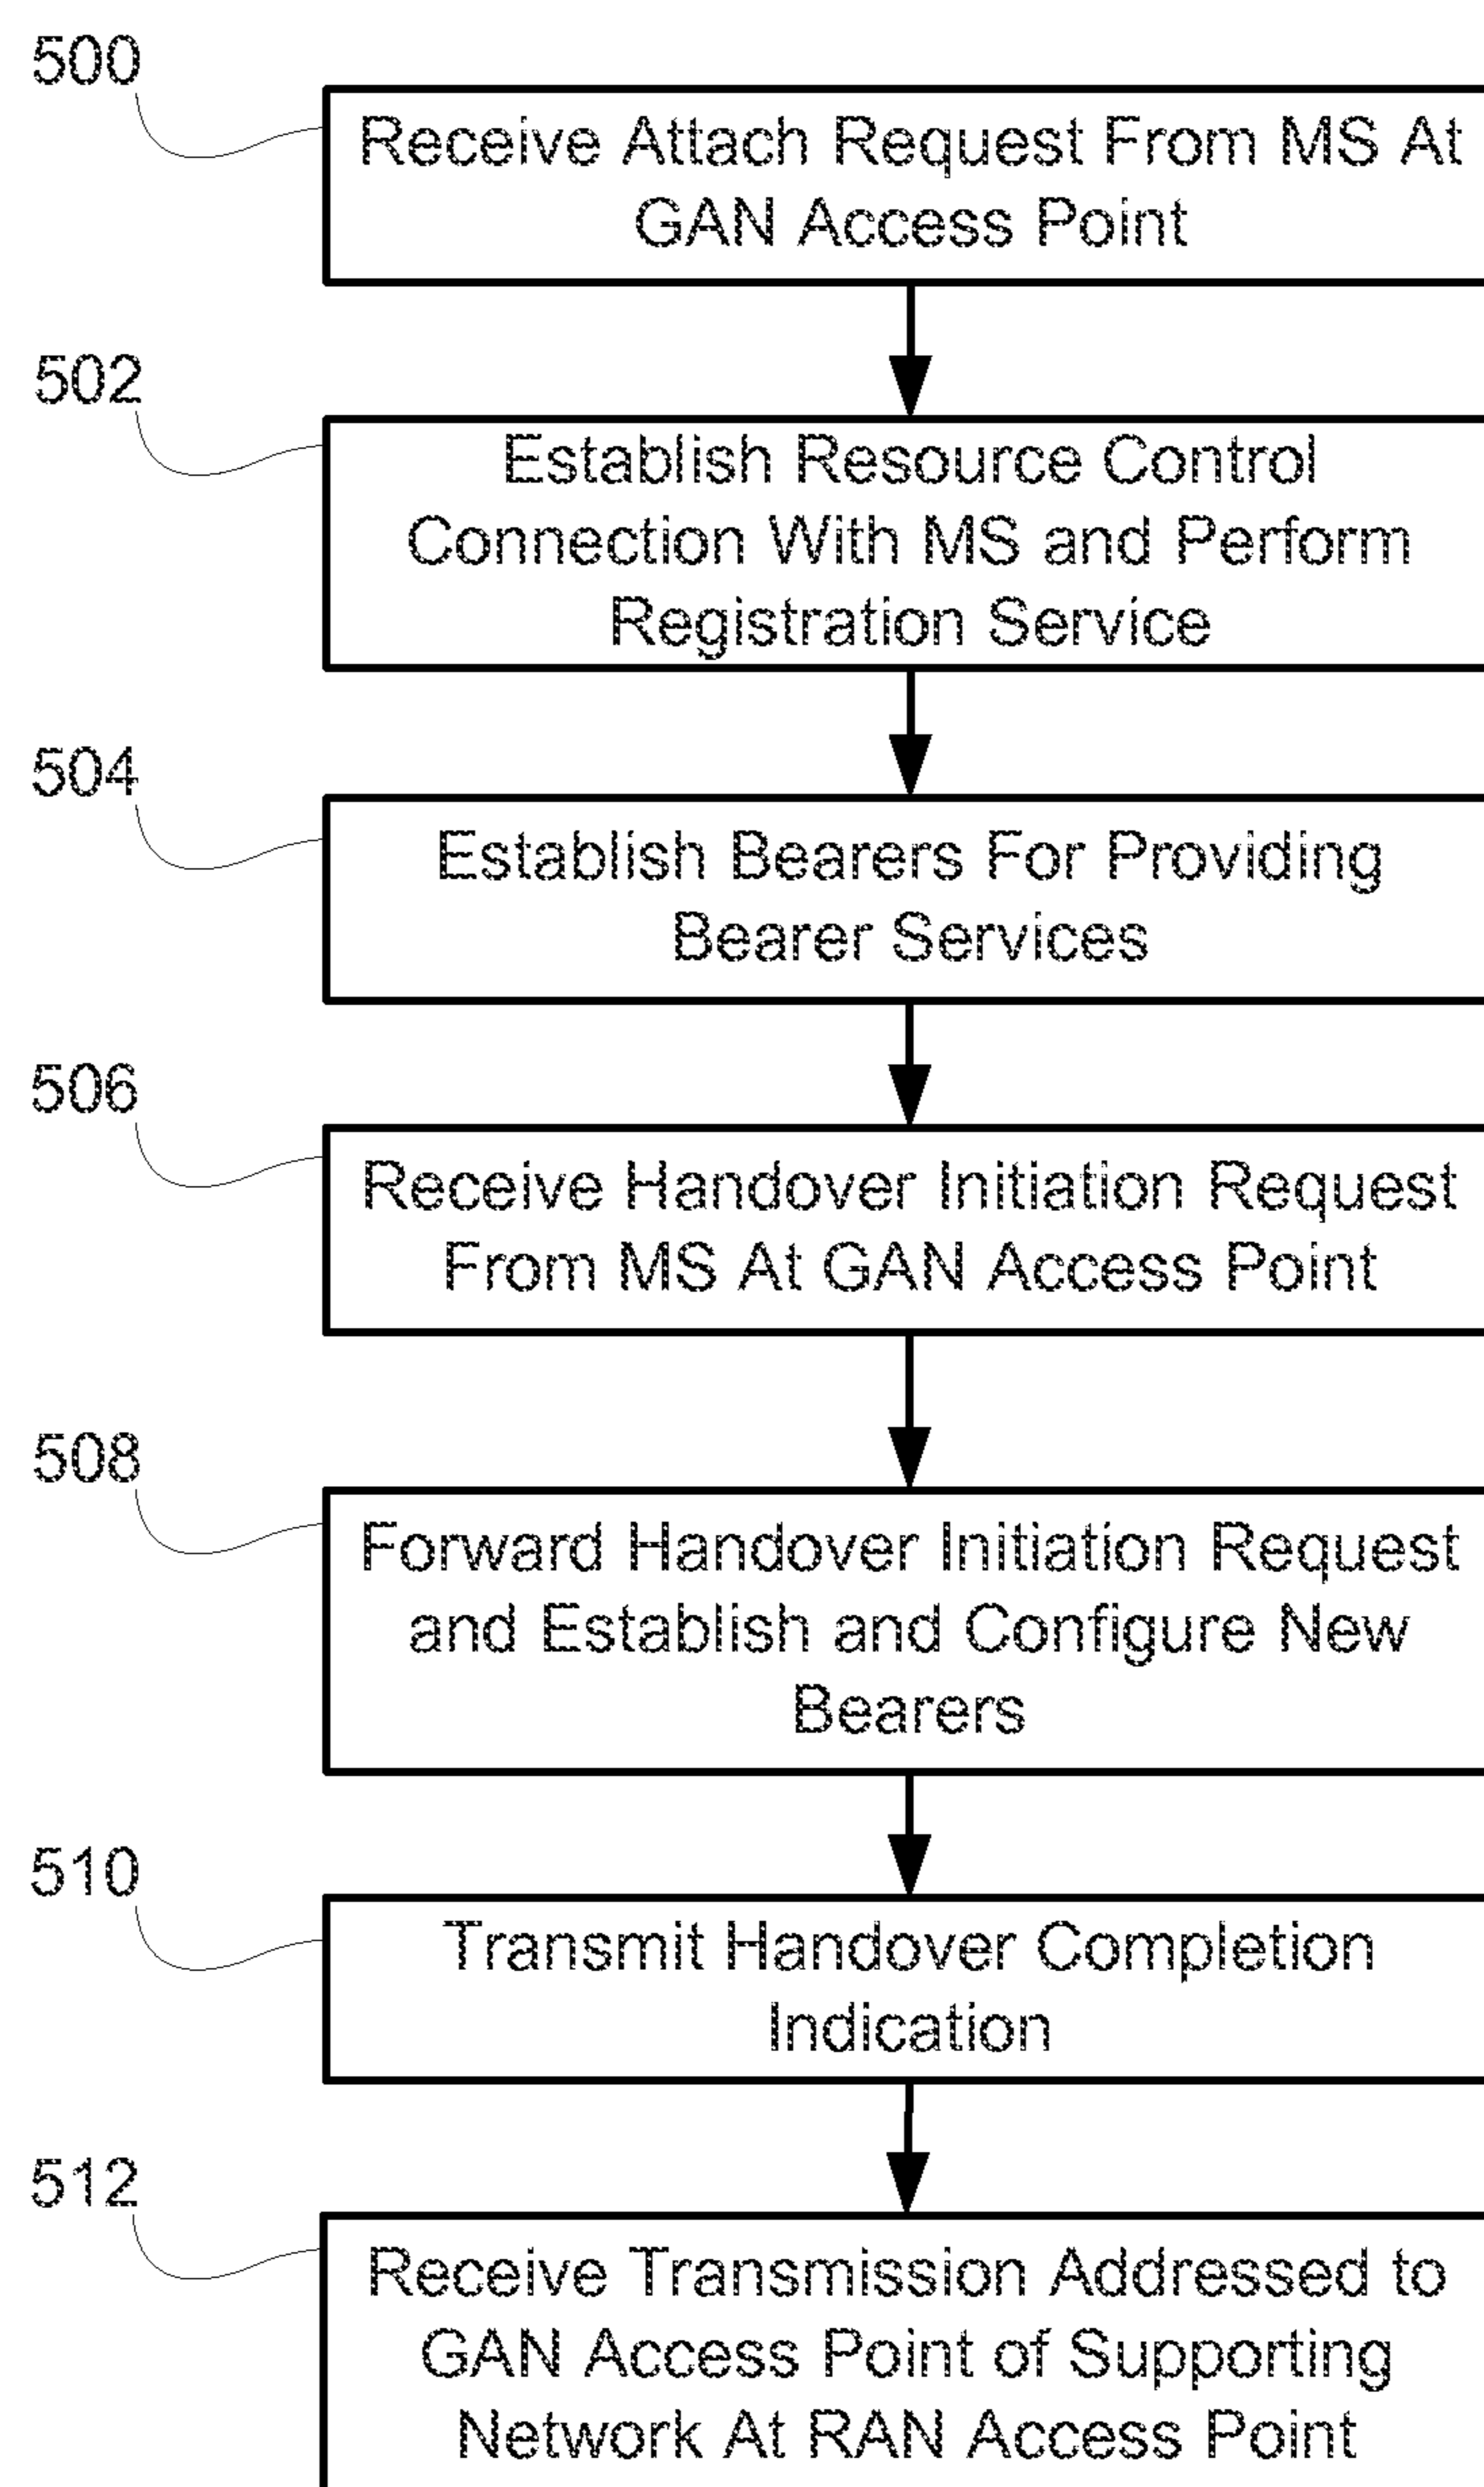 500
Receive Attach Request From MS At
GAN Access Point
502
Establish Resource Control
Connection With MS and Perform
Registration Service
504
Establish Bearers For Providing
Bearer Services
506
Receive Handover Initiation Request
From MS At GAN Access Point
508
Forward Handover Initiation Request
and Establish and Configure New
Bearers
510
Transmit Handover Completion
Indication
512
Receive Transmission Addressed to
GAN Access Point of Supporting
Network At RAN Access Point